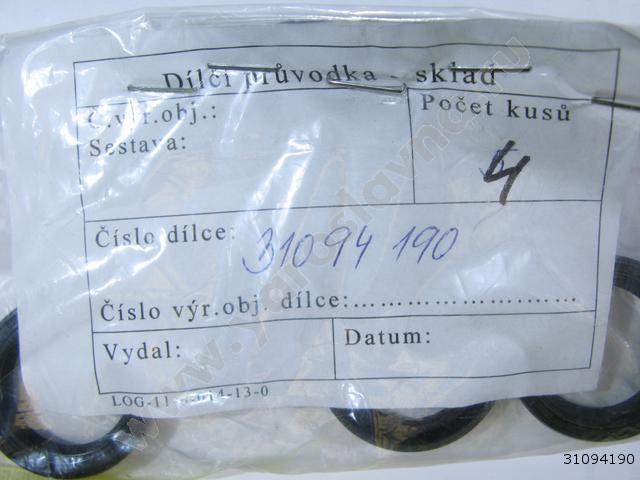 Dílčí průvodka - sklad
Č.výr.obj.:
Sestava:
Počet kusů
4
Číslo dílce: 31094 190
Číslo výr.obj. dílce:........................
Vydal:
Datum:
31094190